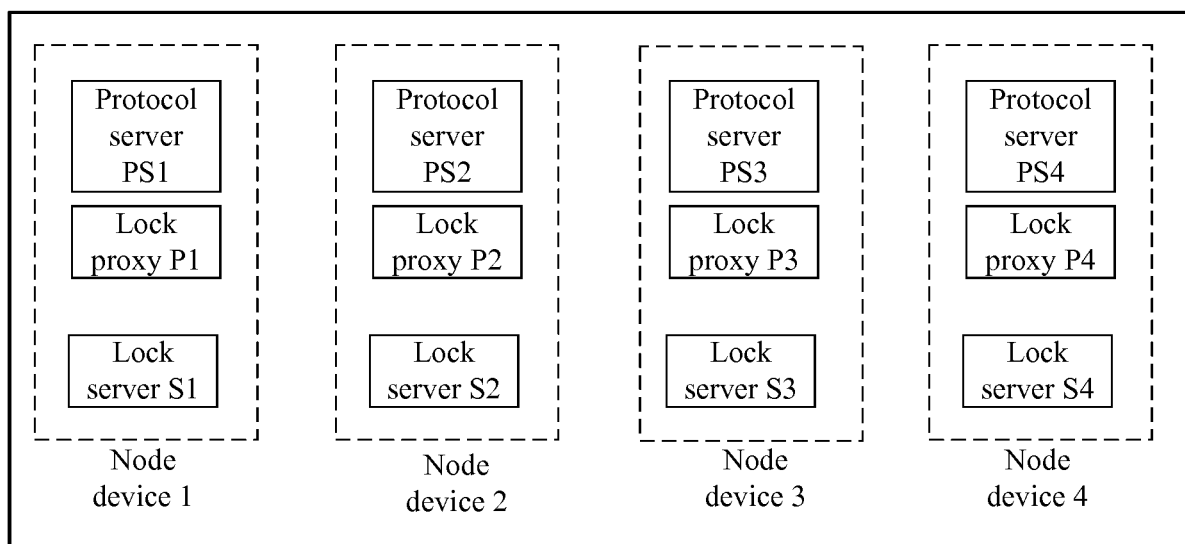 Protocol
server
PS1
Lock
proxy P1
Lock
server S1
Node
device 1
Protocol
server
PS2
Lock
proxy P2
Lock
server S2
Node
device 2
Protocol
server
PS3
Lock
proxy P3
Lock
server S3
Node
device 3
Protocol
server
PS4
Lock
proxy P4
Lock
server S4
Node
device 4